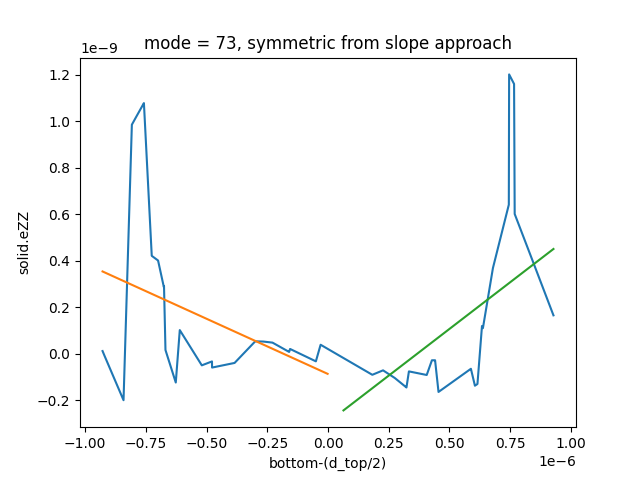 mode = 73, symmetric from slope approach
1e−9
1.2
1.0
0.8
0.6
0.4
0.2
0.0
−0.2
solid.eZZ
−1.00 −0.75 −0.50 −0.25 0.00 0.25 0.50 0.75 1.00
1e−6
bottom-(d_top/2)